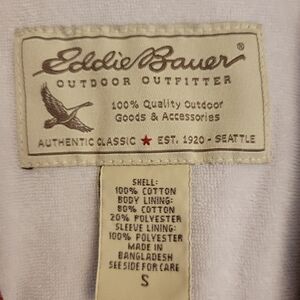 Eddie Bauer®
OUTDOOR OUTFITTER
100% Quality Outdoor
Goods & Accessories
AUTHENTIC CLASSIC ★ EST. 1920 - SEATTLE
SHELL:
100% COTTON
BODY LINING:
80% COTTON
20% POLYESTER
SLEEVE LINING:
100% POLYESTER
MADE IN
BANGLADESH
SEE SIDE FOR CARE
S